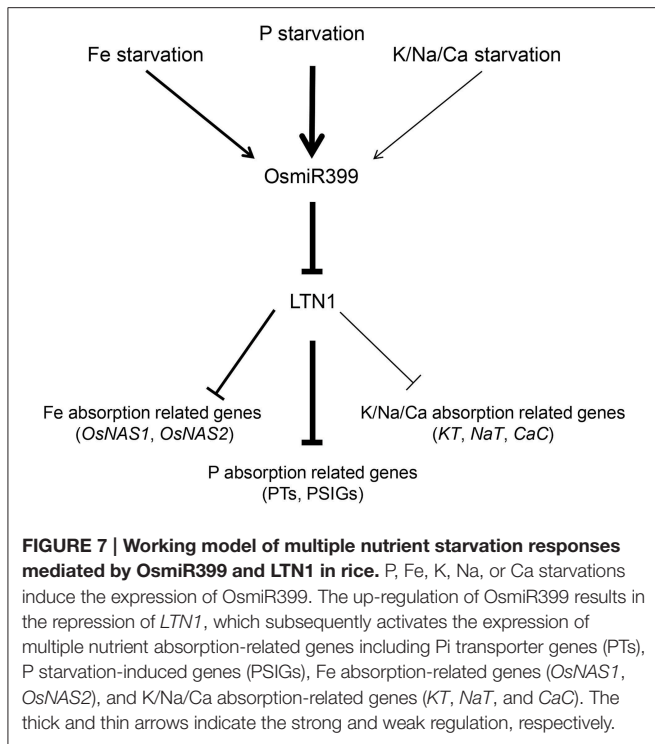 P starvation
Fe starvation
K/Na/Ca starvation
OsmiR399
LTN1
Fe absorption related genes
(OsNAS1, OsNAS2)
K/Na/Ca absorption related genes
(KT, NaT, CaC)
P absorption related genes
(PTs, PSIGs)
FIGURE 7 | Working model of multiple nutrient starvation responses
mediated by OsmiR399 and LTN1 in rice. P, Fe, K, Na, or Ca starvations
induce the expression of OsmiR399. The up-regulation of OsmiR399 results in
the repression of LTN1, which subsequently activates the expression of
multiple nutrient absorption-related genes including Pi transporter genes (PTs),
P starvation-induced genes (PSIGs), Fe absorption-related genes (OsNAS1,
OsNAS2), and K/Na/Ca absorption-related genes (KT, NaT, and CaC). The
thick and thin arrows indicate the strong and weak regulation, respectively.